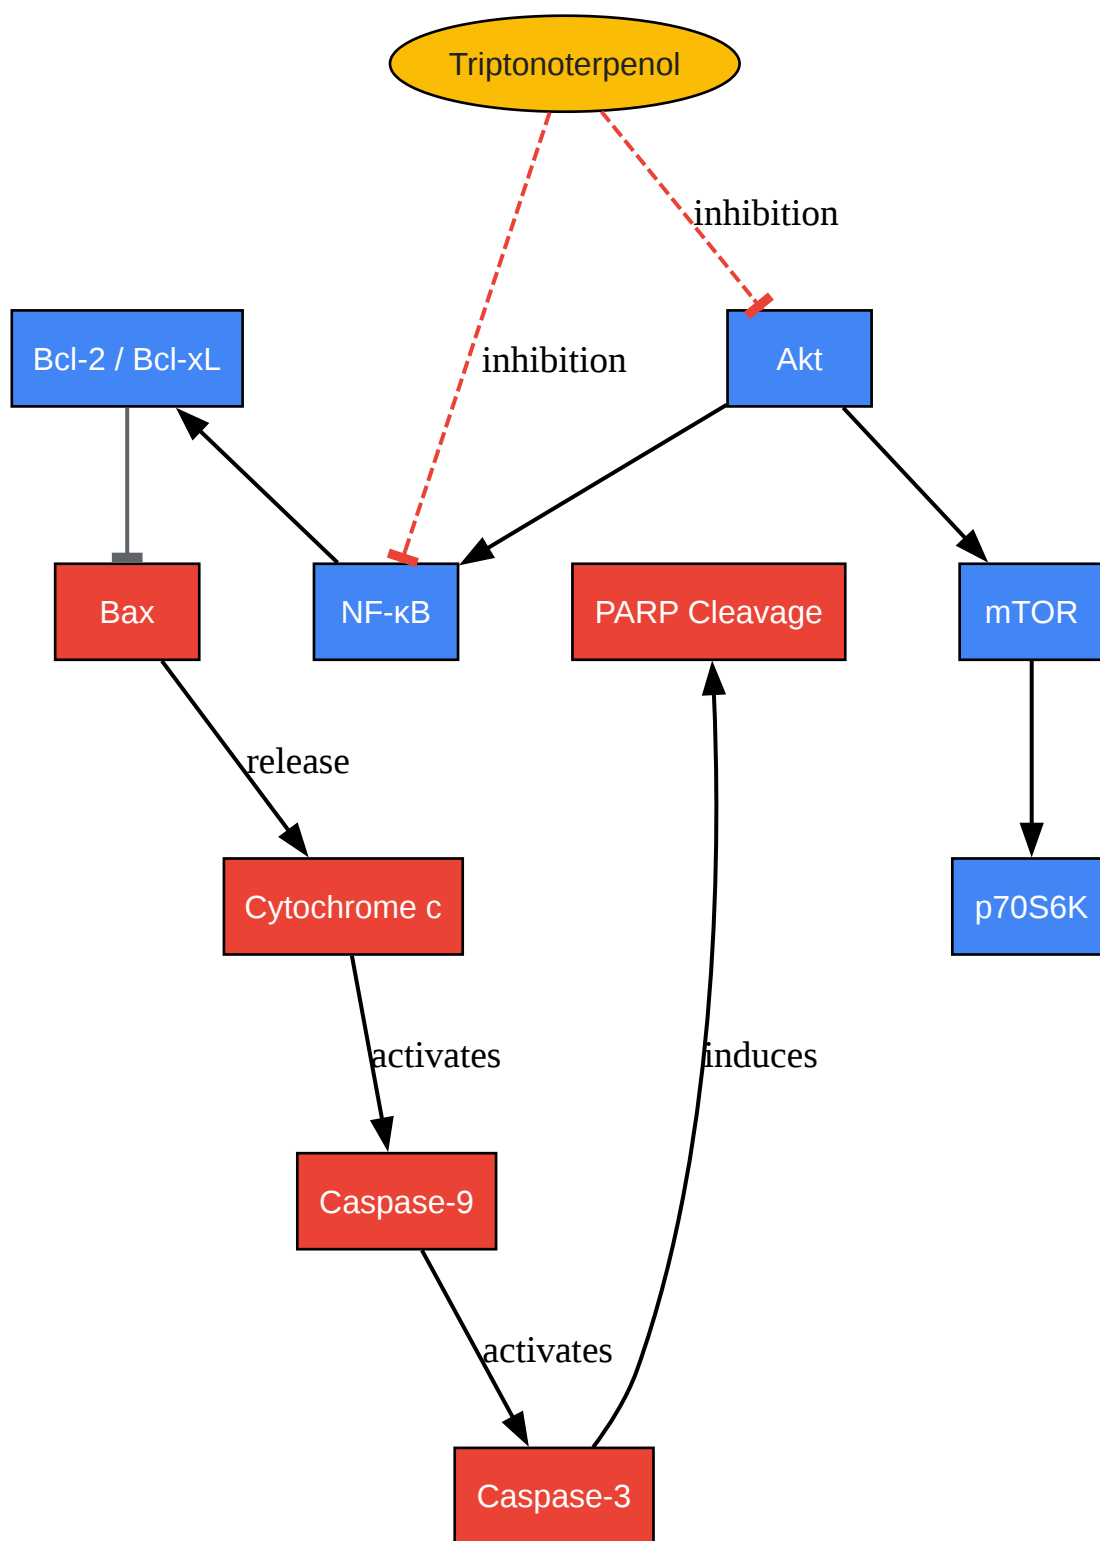 Triptonoterpenol
inhibition
inhibition
Bcl-2 / Bcl-xL
Akt
Bax
NF-κB
PARP Cleavage
mTOR
release
Cytochrome c
p70S6K
activates
induces
Caspase-9
activates
Caspase-3